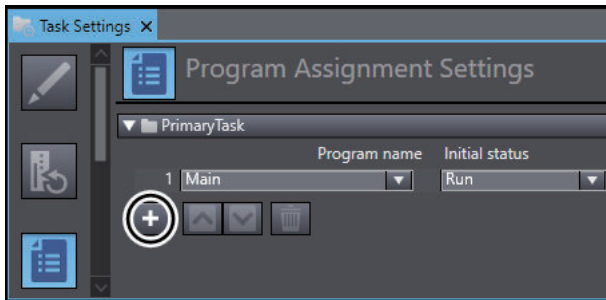 Task Settings
Program Assignment Settings
PrimaryTask
Program name Initial status
1 Main Run